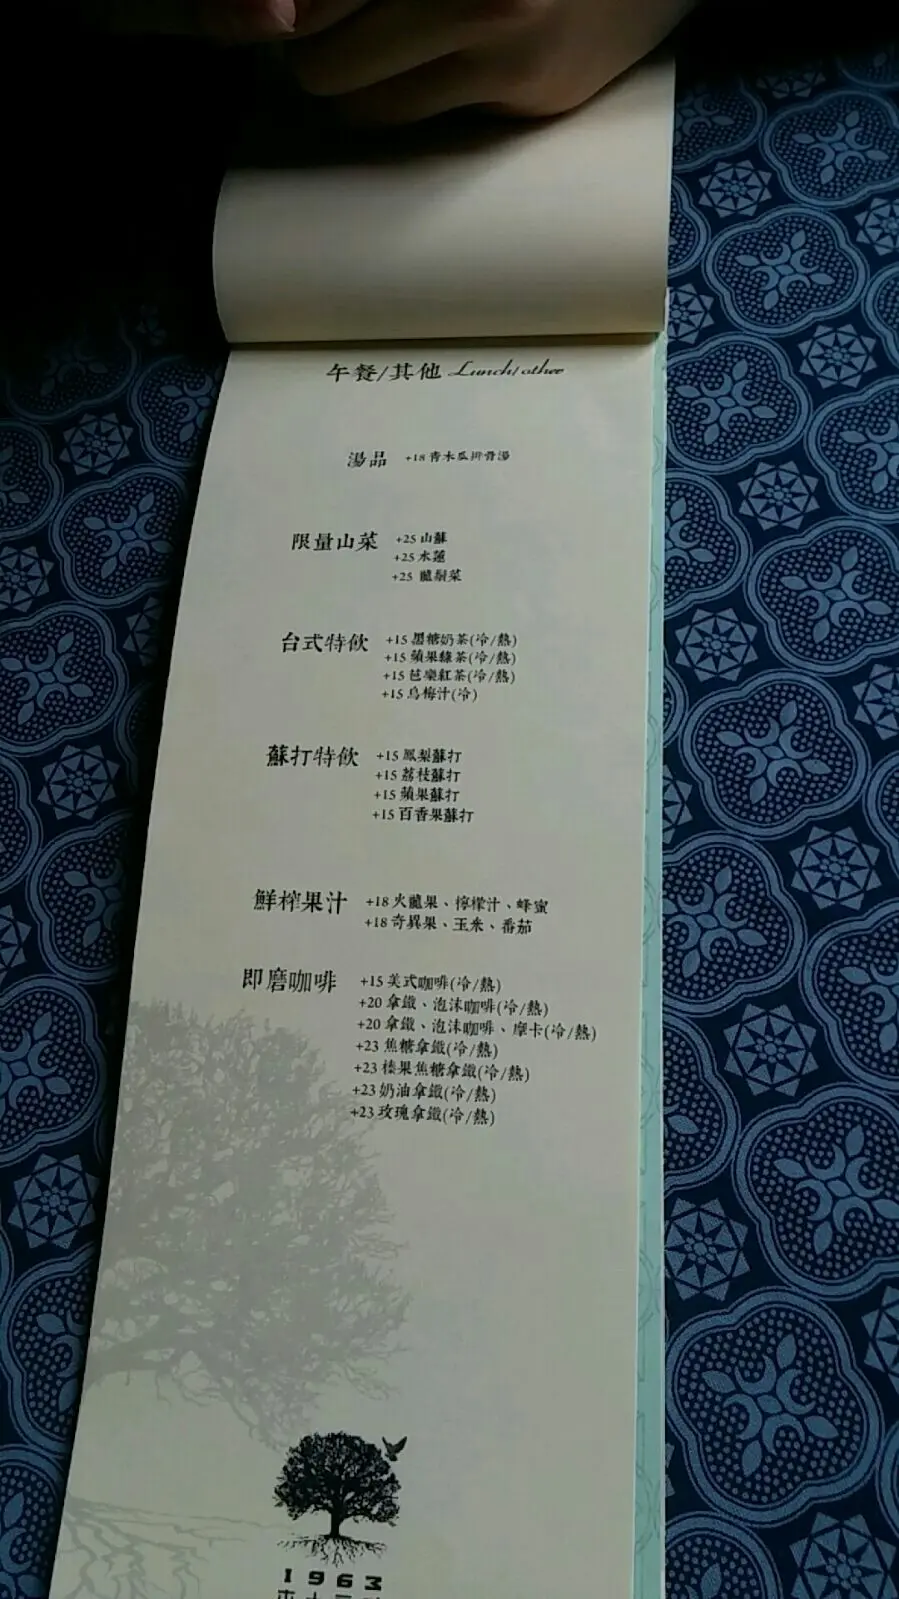 午餐/其他 Lunch/other
湯品 +18 青木瓜排骨湯
限量山菜 +25 山蘇
+25 水蓮
+25 龍鬚菜
台式特飲 +15 黑糖奶茶(冷/熱)
+15 蘋果綠茶(冷/熱)
+15 芭樂紅茶(冷/熱)
+15 烏梅汁(冷)
蘇打特飲 +15 鳳梨蘇打
+15 荔枝蘇打
+15 蘋果蘇打
+15 百香果蘇打
鮮榨果汁 +18 火龍果、檸檬汁、蜂蜜
+18 奇異果、玉米、番茄
即磨咖啡 +15 美式咖啡(冷/熱)
+20 拿鐵、泡沫咖啡(冷/熱)
+20 拿鐵、泡沫咖啡、摩卡(冷/熱)
+23 焦糖拿鐵(冷/熱)
+23 榛果焦糖拿鐵(冷/熱)
+23 奶油拿鐵(冷/熱)
+23 玫瑰拿鐵(冷/熱)
1963